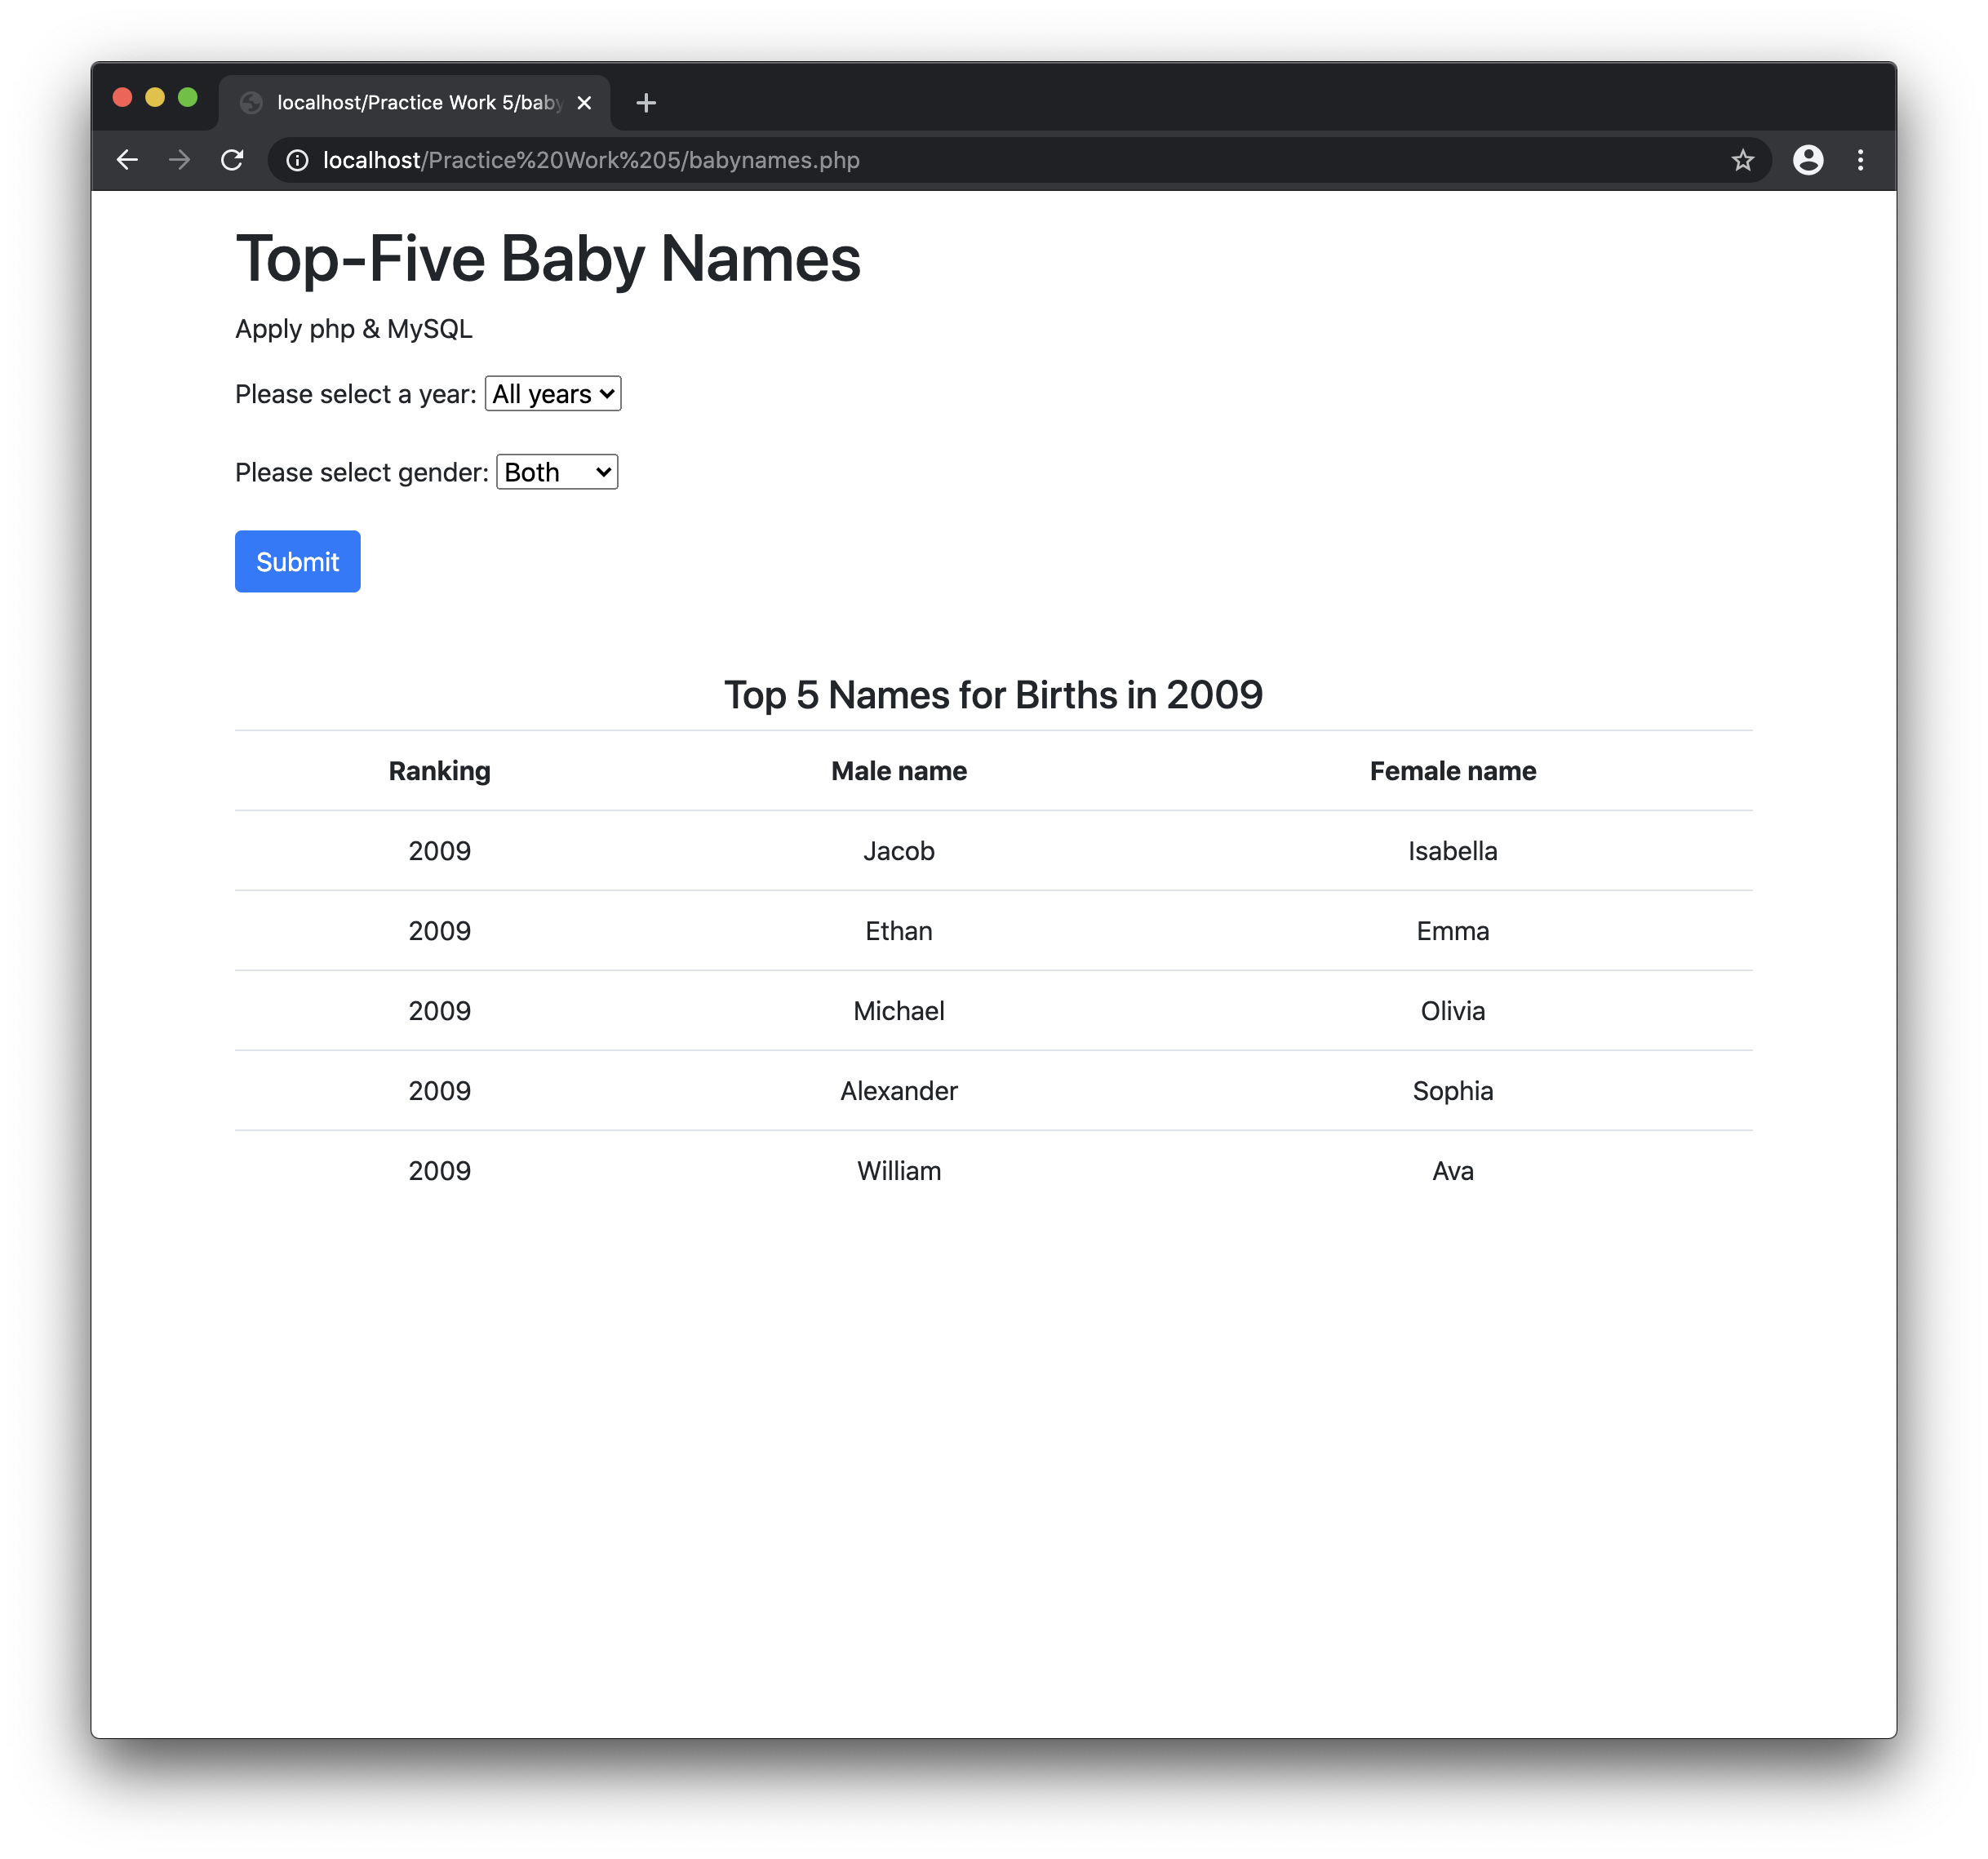 localhost/Practice Work 5/baby
localhost/Practice%20Work%205/babynames.php
Top-Five Baby Names
Apply php & MySQL
Please select a year: All years
Please select gender: Both
Submit
Top 5 Names for Births in 2009
Ranking Male name Female name
2009 Jacob Isabella
2009 Ethan Emma
2009 Michael Olivia
2009 Alexander Sophia
2009 William Ava